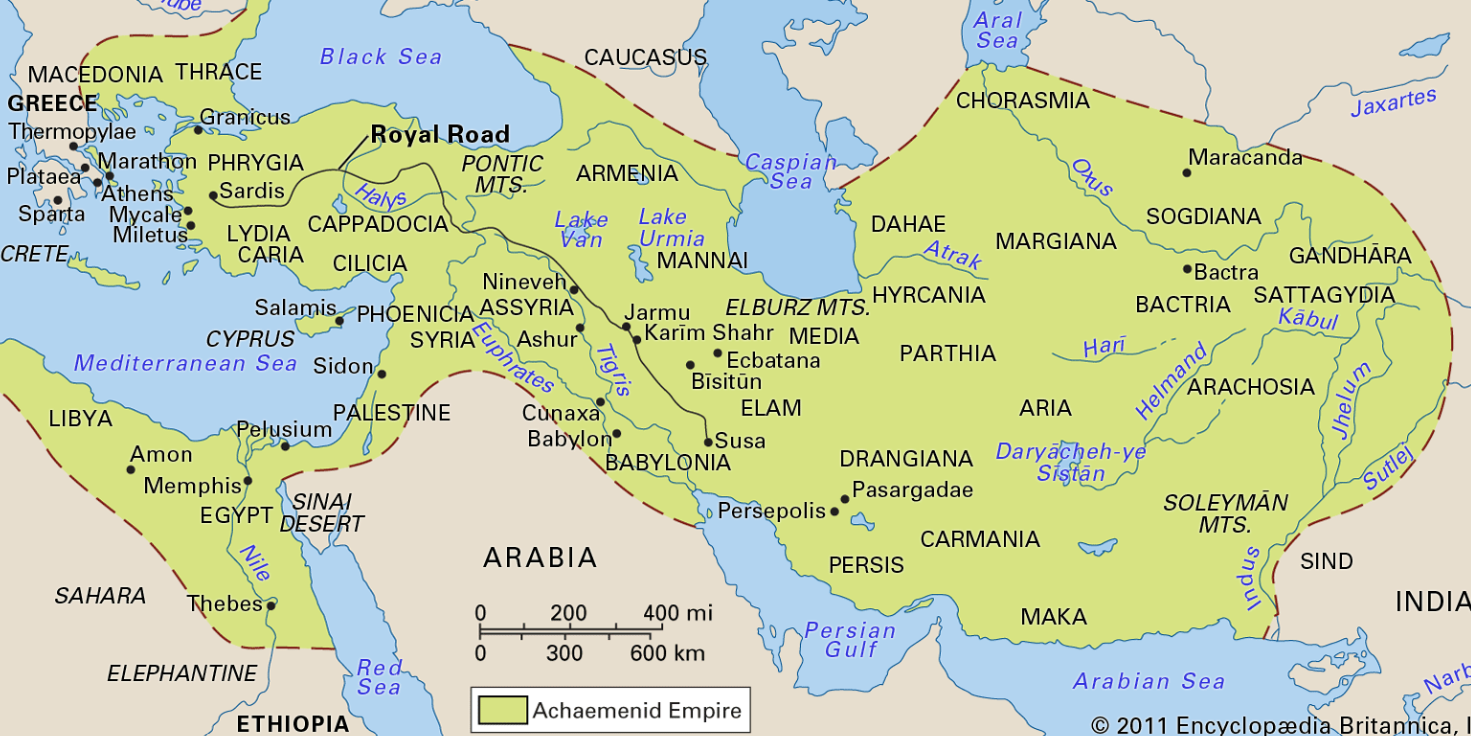 Aral
Sea
Black Sea
CAUCASUS
MACEDONIA
THRACE
Jaxartes
GREECE
CHORASMIA
Granicus
Thermopylae
Royal Road
Marathon
PHRYGIA
PONTIC
MTS.
ARMENIA
Caspian
Sea
Maracanda
Oxus
Plataea
Athens
Sardis
Halys
Sparta
Mycale
Miletus
LYDIA
CARIA
CAPPADOCIA
Lake
Van
Lake
Urmia
DAHAE
SOGDIANA
MARGIANA
Atrak
CRETE
CILICIA
MANNAI
GANDHĀRA
Bactra
Nineveh
ASSYRIA
HYRCANIA
BACTRIA
SATTAGYDIA
Salamis
PHOENICIA
ELBURZ MTS.
Jarmu
Karīm Shahr
MEDIA
Kābul
CYPRUS
SYRIA
Ashur
Euphrates
Tigris
Ecbatana
Bīsitūn
PARTHIA
Harī
Helmand
Mediterranean Sea
Sidon
ARACHOSIA
Jhelum
LIBYA
PALESTINE
Cunaxa
ELAM
ARIA
Pelusium
Babylon
Susa
Amon
BABYLONIA
DRANGIANA
Daryācheh-ye
Sīstān
Sutlej
Memphis
Pasargadae
Persepolis
SINAI
DESERT
EGYPT
SOLEYMĀN
MTS.
CARMANIA
Nile
ARABIA
PERSIS
Indus
SIND
SAHARA
Thebes
INDIA
MAKA
0 200 400 mi
0 300 600 km
Persian
Gulf
ELEPHANTINE
Red
Sea
Arabian Sea
Achaemenid Empire
ETHIOPIA
© 2011 Encyclopædia Britannica,